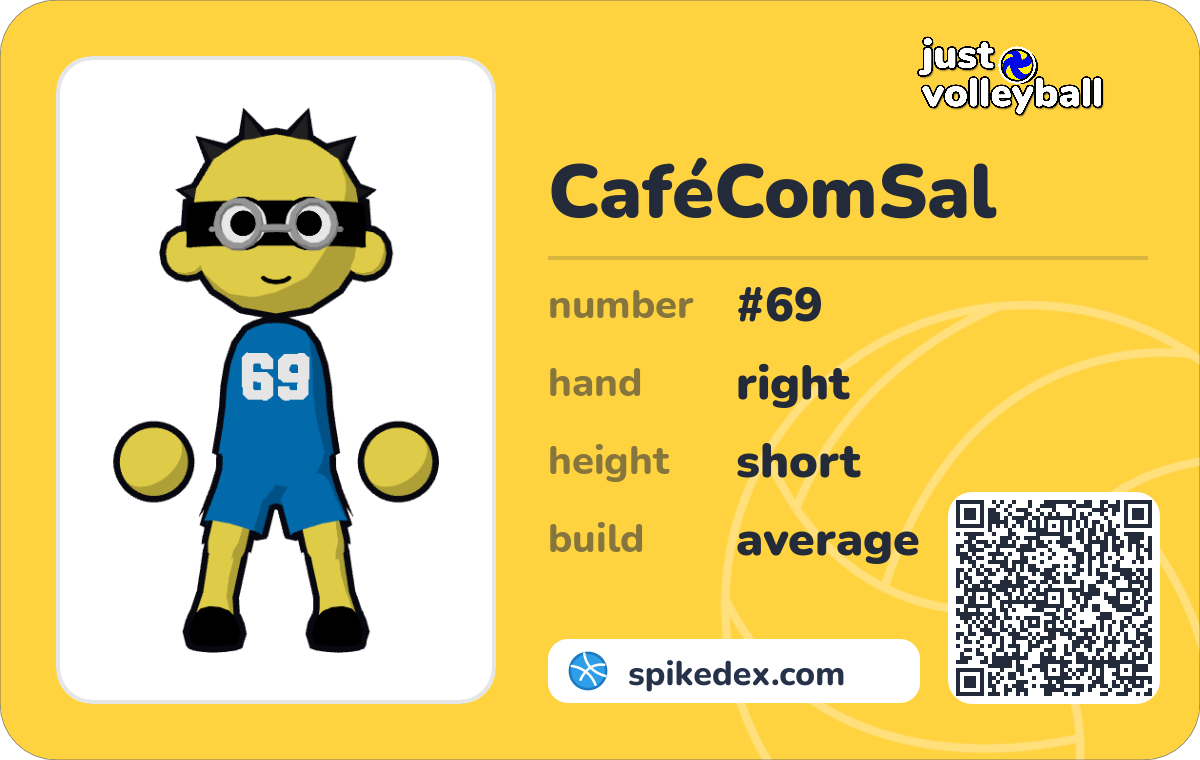 just
volleyball
CaféComSal
number #69
hand right
height short
build average
69
spikedex.com